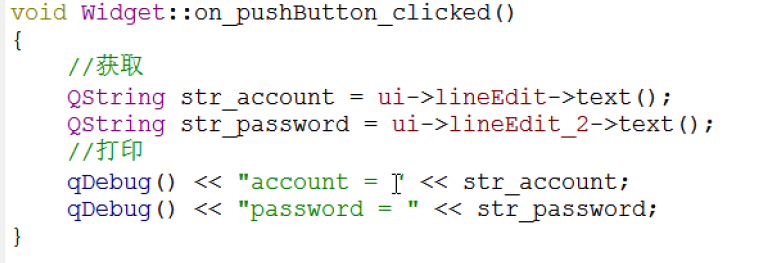 void Widget::on_pushButton_clicked()
{
//获取
QString str_account = ui->lineEdit->text();
QString str_password = ui->lineEdit_2->text();
//打印
qDebug() << "account = " << str_account;
qDebug() << "password = " << str_password;
}